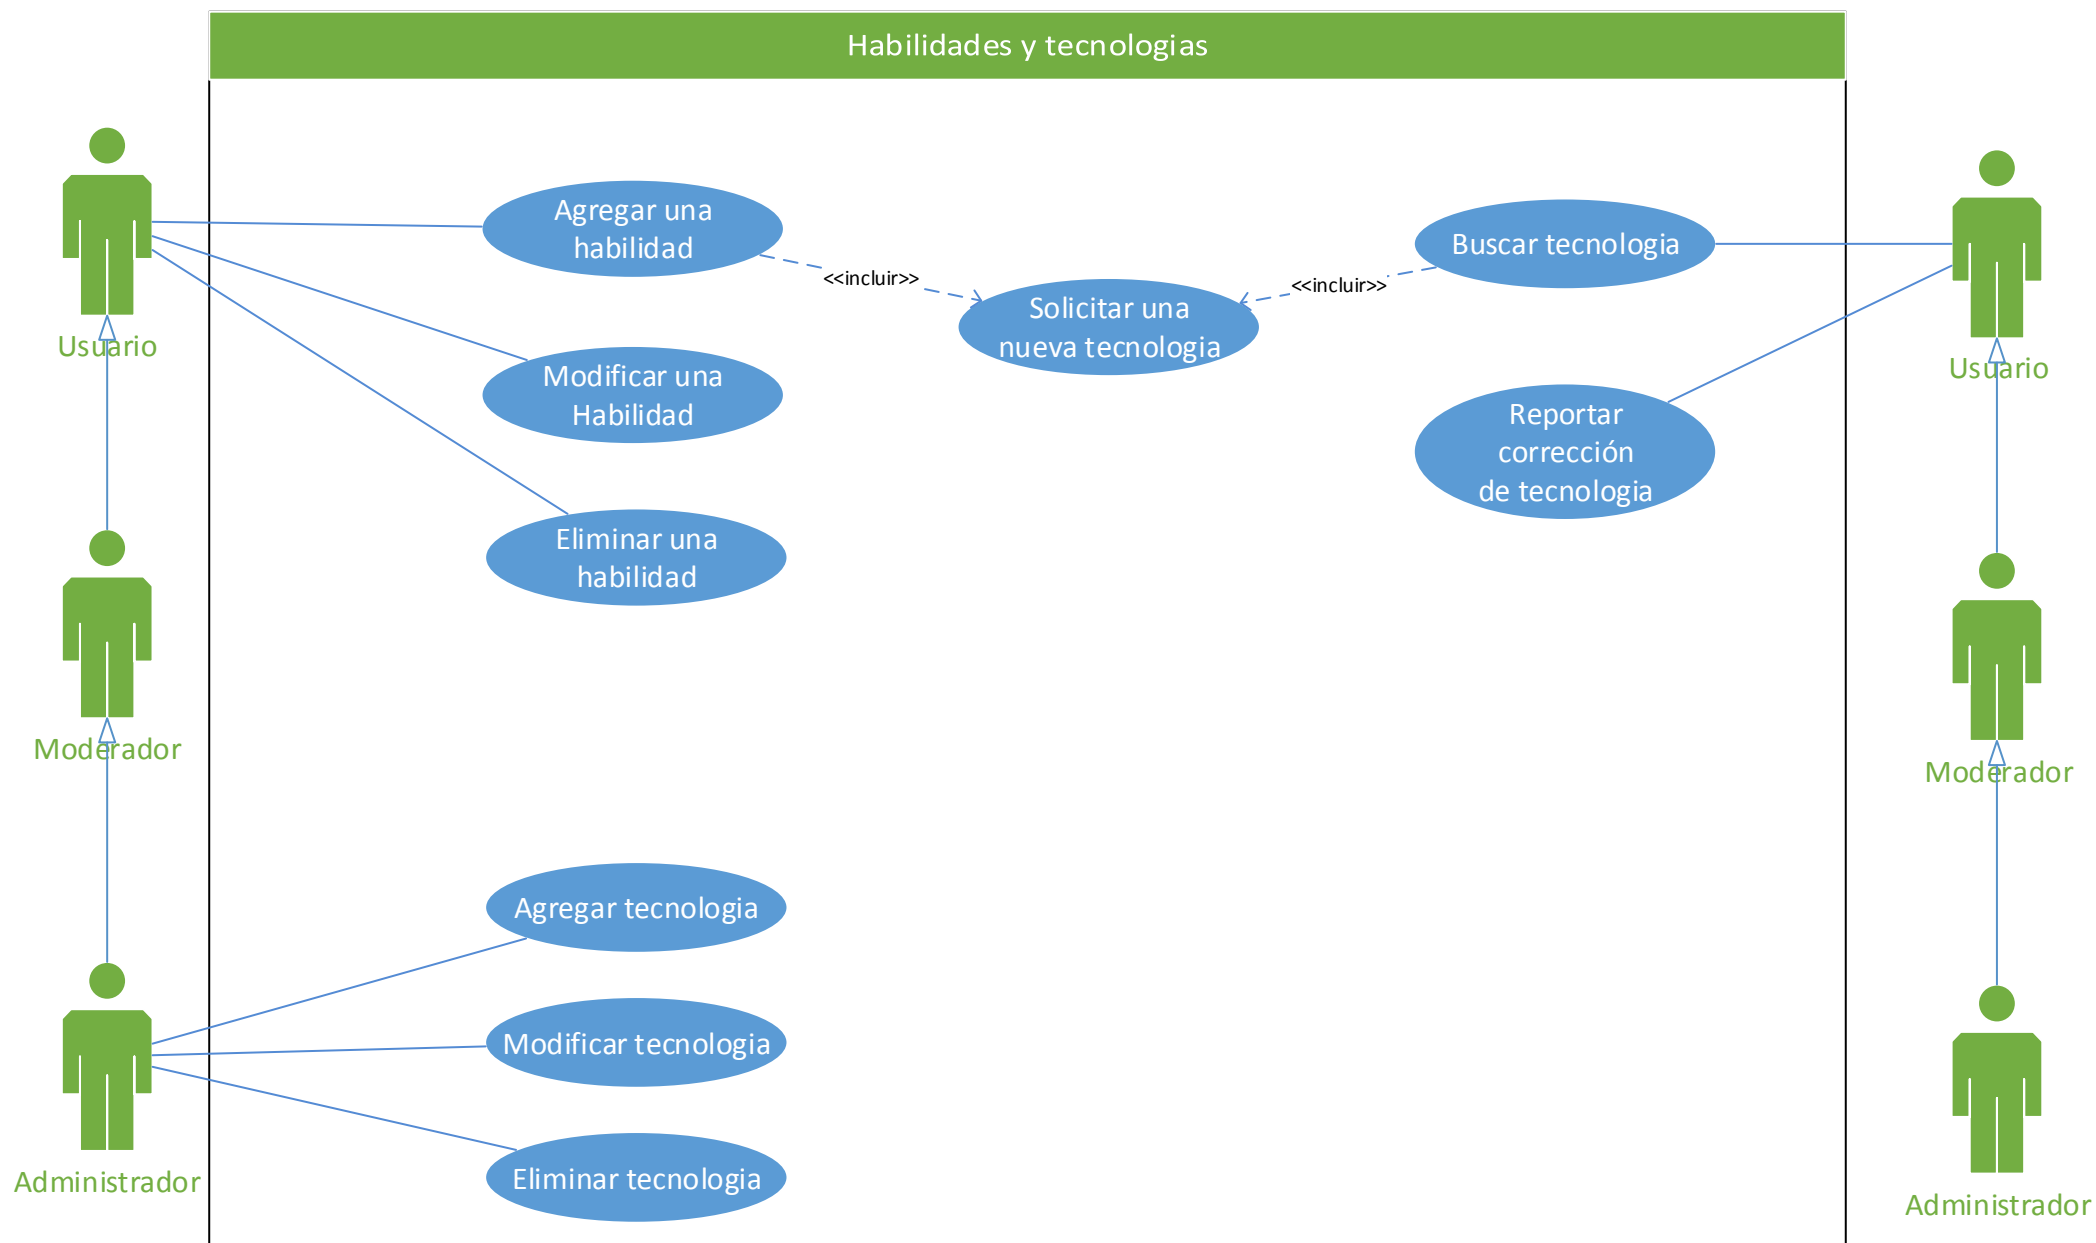 Habilidades y tecnologias
Usuario
Moderador
Administrador
Agregar una
habilidad
<<incluir>>
Modificar una
Habilidad
Eliminar una
habilidad
Solicitar una
nueva tecnologia
<<incluir>>
Buscar tecnologia
Reportar
corrección
de tecnologia
Agregar tecnologia
Modificar tecnologia
Eliminar tecnologia
Usuario
Moderador
Administrador